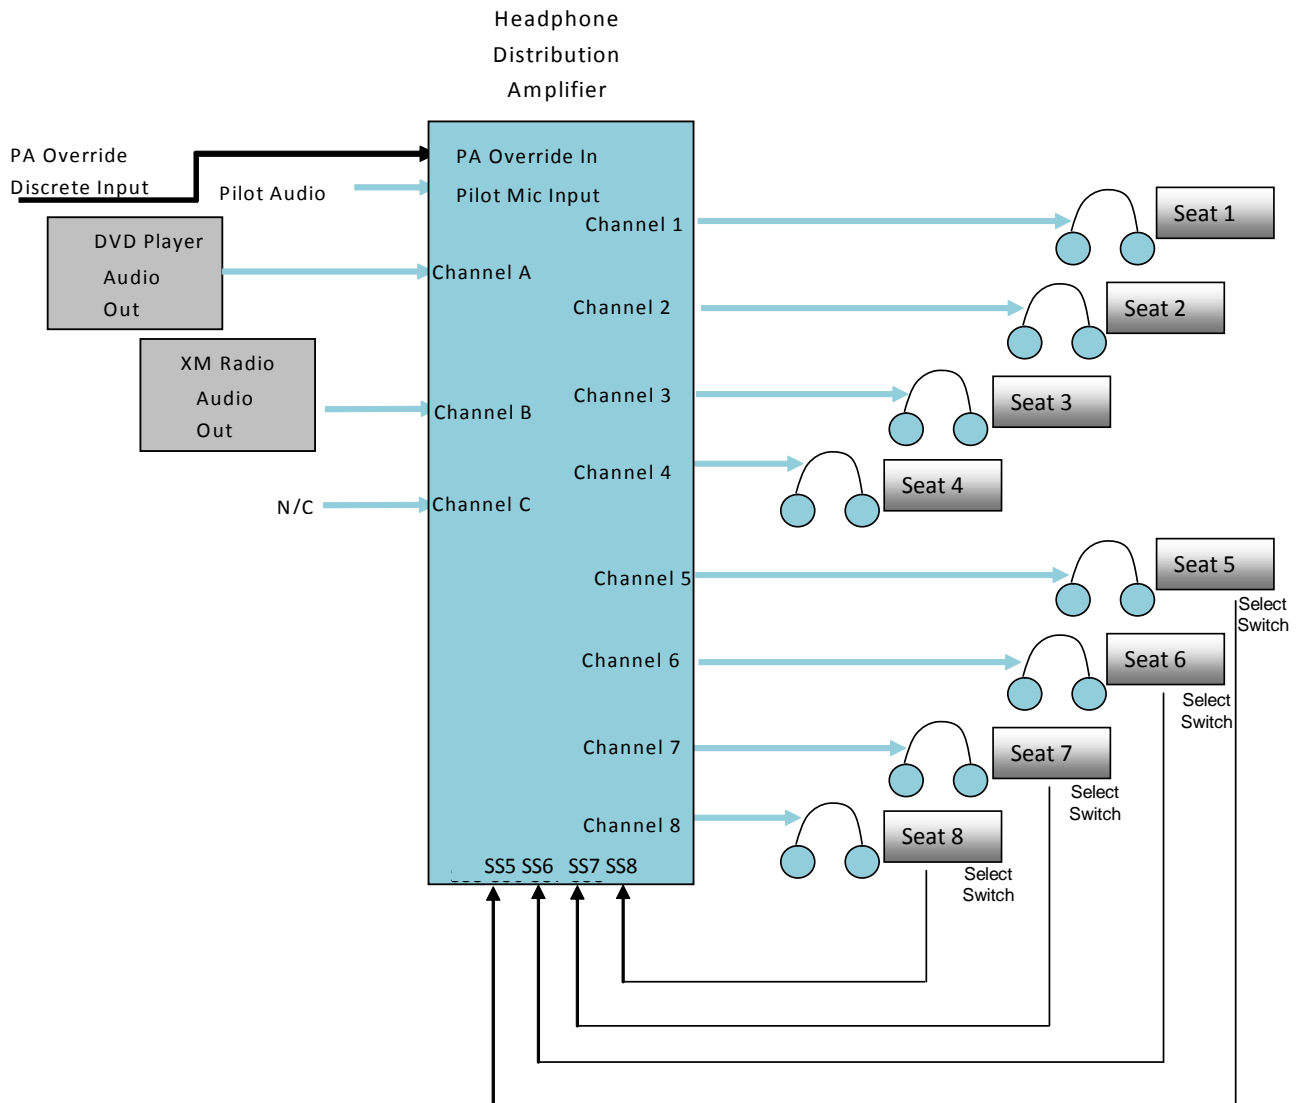 Headphone
Distribution
Amplifier
PA Override
Discrete Input
PA Override In
Pilot Audio
Pilot Mic Input
Channel 1
Seat 1
DVD Player
Audio
Out
Channel A
Channel 2
Seat 2
XM Radio
Audio
Out
Channel B
Channel 3
Seat 3
Channel 4
Seat 4
N/C
Channel C
Channel 5
Seat 5
Select
Switch
Channel 6
Seat 6
Select
Switch
Channel 7
Seat 7
Select
Switch
Channel 8
Seat 8
Select
Switch
SS5 SS6 SS7 SS8